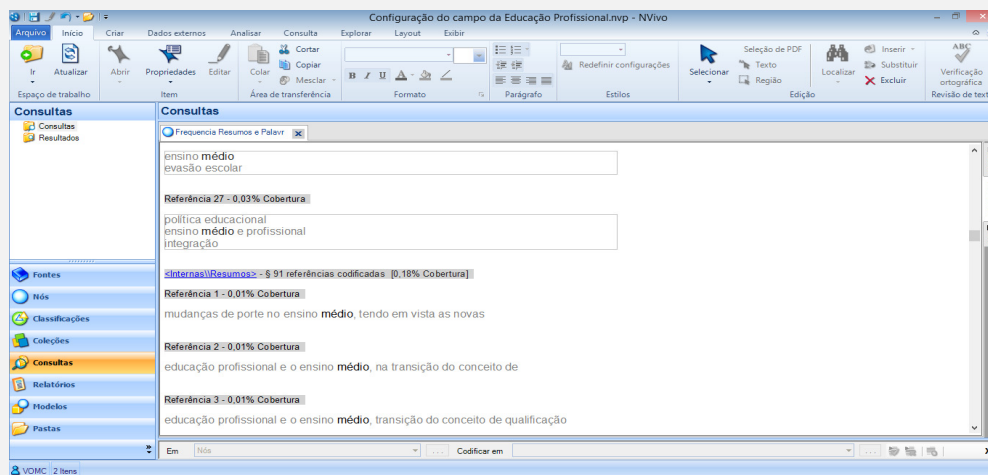 Configuração do campo da Educação Profissional.nvp - NVivo
Arquivo Início Criar Dados externos Analisar Consulta Explorar Layout Exibir
Ir Atualizar Abrir Propriedades Editar Colar Cortar Copiar Mesclar
B I U A
Redefinir configurações
Selecionar Seleção de PDF Texto Região Localizar Inserir Substituir Excluir
ABC Verificação ortográfica
Espaço de trabalho Item Área de transferência Formato Parágrafo Estilos Edição Revisão de text
Consultas
Consultas
Resultados
Fontes
Nós
Classificações
Coleções
Consultas
Relatórios
Modelos
Pastas
Consultas
Frequencia Resumos e Palavr
ensino médio
evasão escolar
Referência 27 - 0,03% Cobertura
política educacional
ensino médio e profissional
integração
<Internas\\Resumos> - § 91 referências codificadas [0,18% Cobertura]
Referência 1 - 0,01% Cobertura
mudanças de porte no ensino médio, tendo em vista as novas
Referência 2 - 0,01% Cobertura
educação profissional e o ensino médio, na transição do conceito de
Referência 3 - 0,01% Cobertura
educação profissional e o ensino médio, transição do conceito de qualificação
Em Nós ... Codificar em ...
VOMC 2 Itens